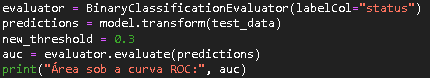 evaluator = BinaryClassificationEvaluator(labelCol="status")
predictions = model.transform(test_data)
new_threshold = 0.3
auc = evaluator.evaluate(predictions)
print("Área sob a curva ROC:", auc)